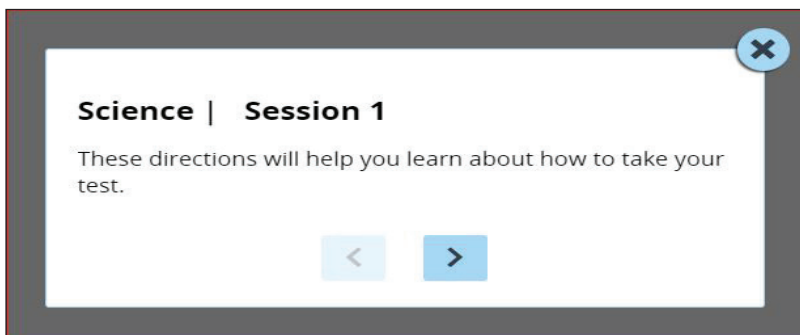 Science | Session 1
These directions will help you learn about how to take your
test.